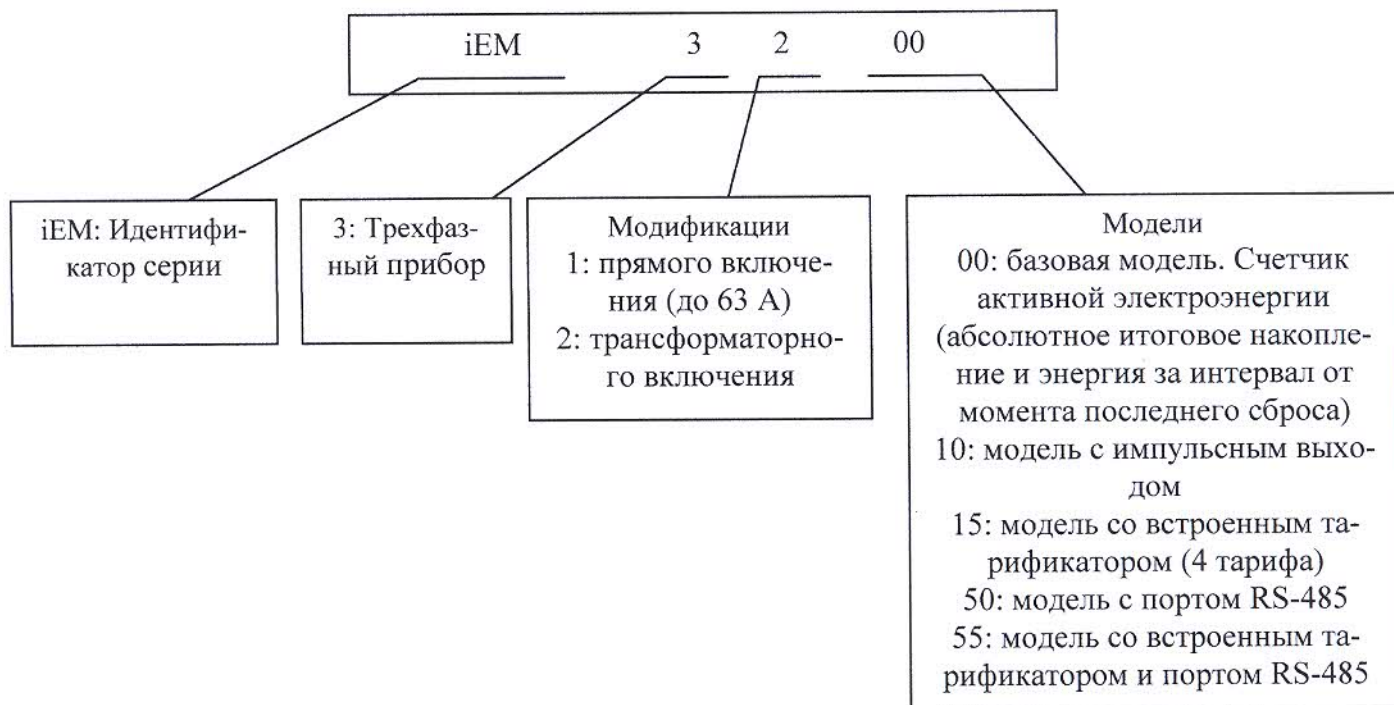 iEM 3 2 00
iEM: Идентифи-
катор серии
3: Трехфаз-
ный прибор
Модификации
1: прямого включе-
ния (до 63 А)
2: трансформаторно-
го включения
Модели
00: базовая модель. Счетчик
активной электроэнергии
(абсолютное итоговое накопле-
ние и энергия за интервал от
момента последнего сброса)
10: модель с импульсным выхо-
дом
15: модель со встроенным та-
рификатором (4 тарифа)
50: модель с портом RS-485
55: модель со встроенным та-
рификатором и портом RS-485